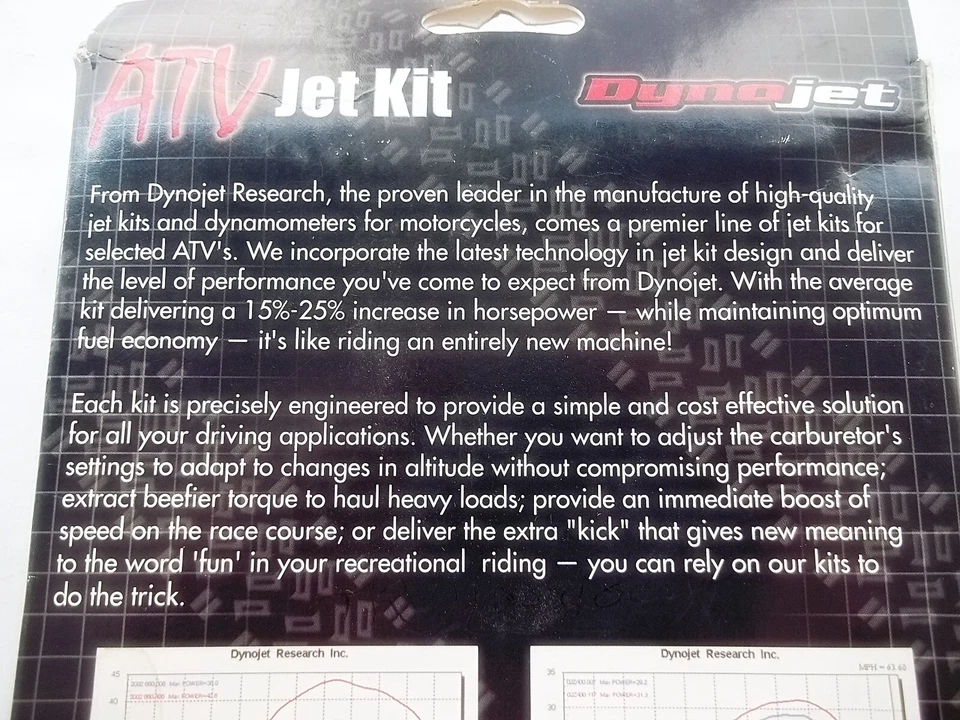 ATV Jet Kit
Dynojet
From Dynojet Research, the proven leader in the manufacture of high-quality
jet kits and dynamometers for motorcycles, comes a premier line of jet kits for
selected ATV's. We incorporate the latest technology in jet kit design and deliver
the level of performance you've come to expect from Dynojet. With the average
kit delivering a 15%-25% increase in horsepower — while maintaining optimum
fuel economy — it's like riding an entirely new machine!
Each kit is precisely engineered to provide a simple and cost effective solution
for all your driving applications. Whether you want to adjust the carburetor's
settings to adapt to changes in altitude without compromising performance;
extract beefier torque to haul heavy loads; provide an immediate boost of
speed on the race course; or deliver the extra "kick" that gives new meaning
to the word 'fun' in your recreational riding — you can rely on our kits to
do the trick.
Dynojet Research Inc.
45
40
Dynojet Research Inc.
MPH = 63.60
35
30